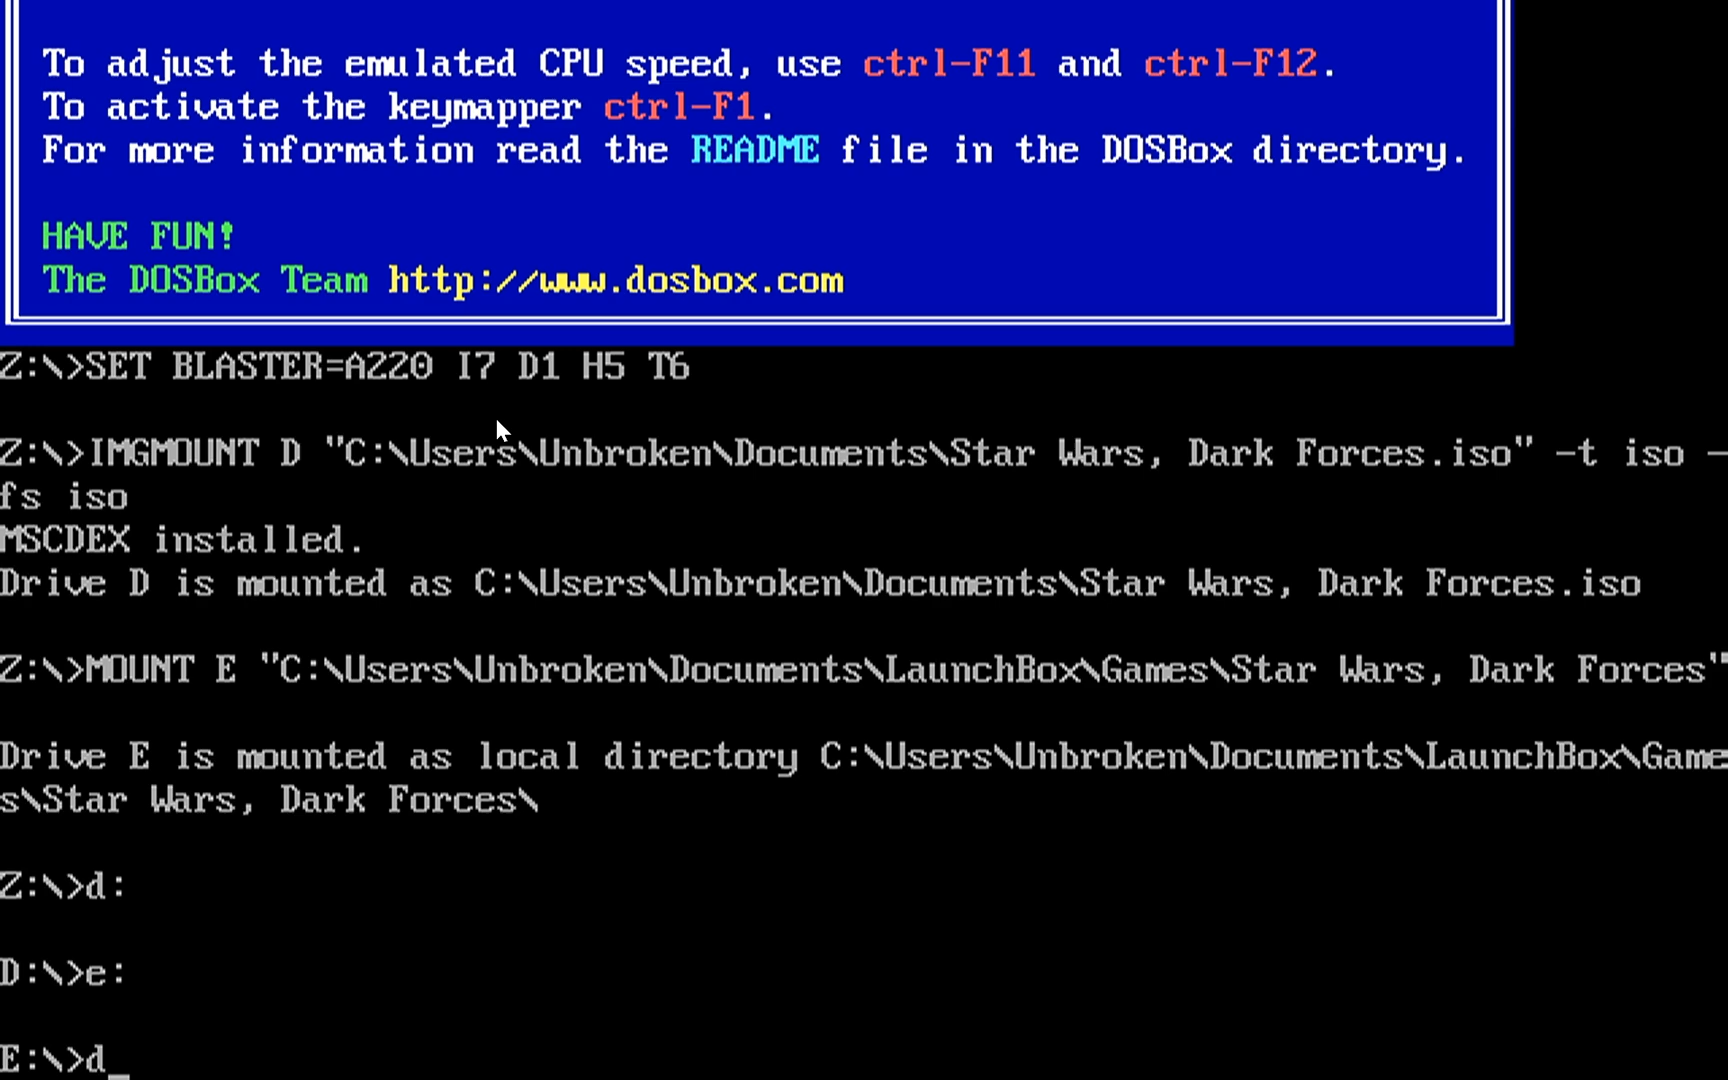 To adjust the emulated CPU speed, use ctrl-F11 and ctrl-F12.
To activate the keymapper ctrl-F1.
For more information read the README file in the DOSBox directory.
HAVE FUN!
The DOSBox Team http://www.dosbox.com
Z:\>SET BLASTER=A220 I7 D1 H5 T6
Z:\>IMGMOUNT D "C:\Users\Unbroken\Documents\Star Wars, Dark Forces.iso" -t iso -
fs iso
MSCDEX installed.
Drive D is mounted as C:\Users\Unbroken\Documents\Star Wars, Dark Forces.iso
Z:\>MOUNT E "C:\Users\Unbroken\Documents\LaunchBox\Games\Star Wars, Dark Forces"
Drive E is mounted as local directory C:\Users\Unbroken\Documents\LaunchBox\Game
s\Star Wars, Dark Forces\
Z:\>d:
D:\>e:
E:\>d_